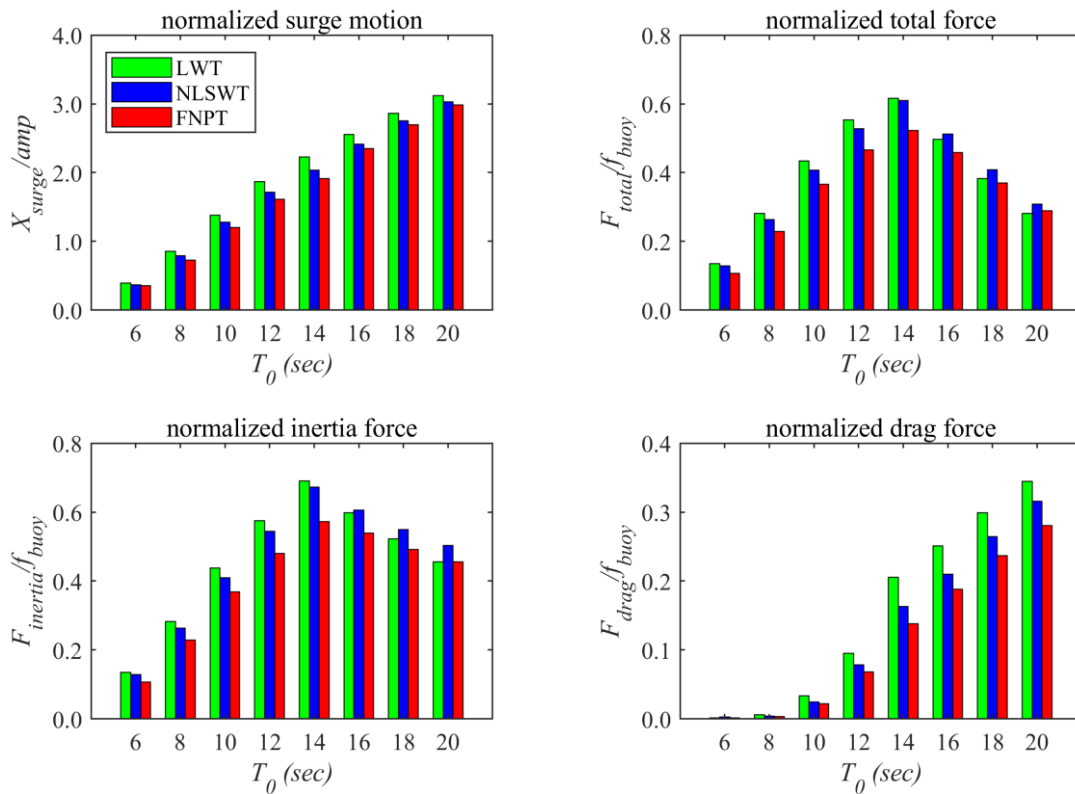 normalized surge motion
X_surge/amp
4.0
3.0
2.0
1.0
0.0
LWT
NLSWT
FNPT
6 8 10 12 14 16 18 20
T_0 (sec)
normalized total force
F_total/f_buoy
0.8
0.6
0.4
0.2
0.0
6 8 10 12 14 16 18 20
T_0 (sec)
normalized inertia force
F_inertia/f_buoy
0.8
0.6
0.4
0.2
0.0
6 8 10 12 14 16 18 20
T_0 (sec)
normalized drag force
F_drag/f_buoy
0.4
0.3
0.2
0.1
0.0
6 8 10 12 14 16 18 20
T_0 (sec)